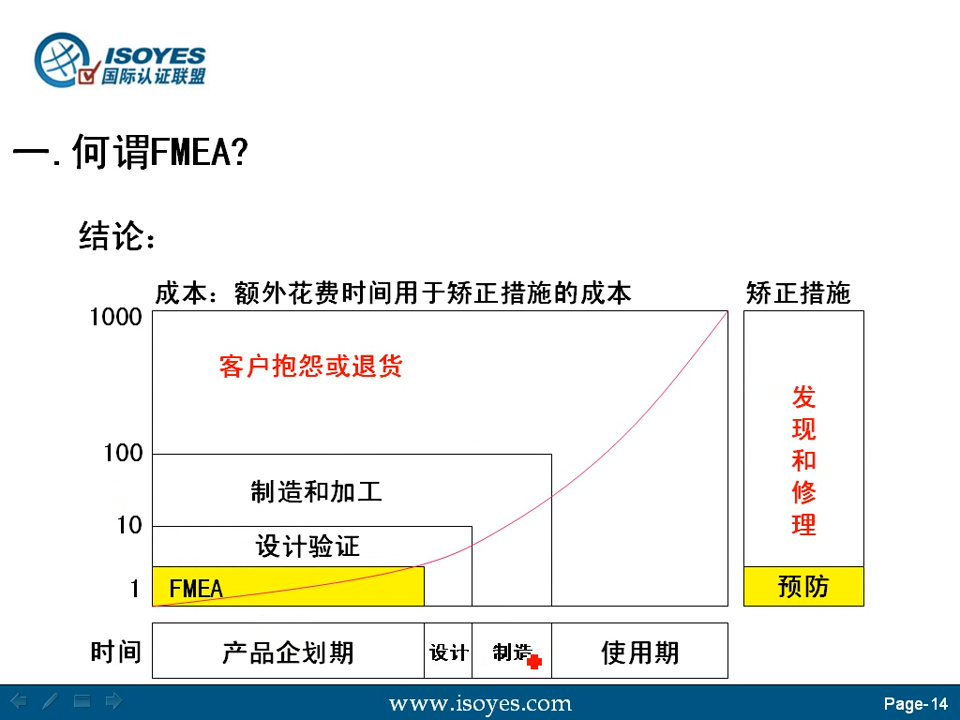 ISOYES
国际认证联盟
一.何谓FMEA?
结论：
成本：额外花费时间用于矫正措施的成本
矫正措施
1000
客户抱怨或退货
发
现
和
修
理
100
制造和加工
10
设计验证
1
FMEA
预防
时间
产品企划期
设计
制造
使用期
www.isoyes.com
Page-14